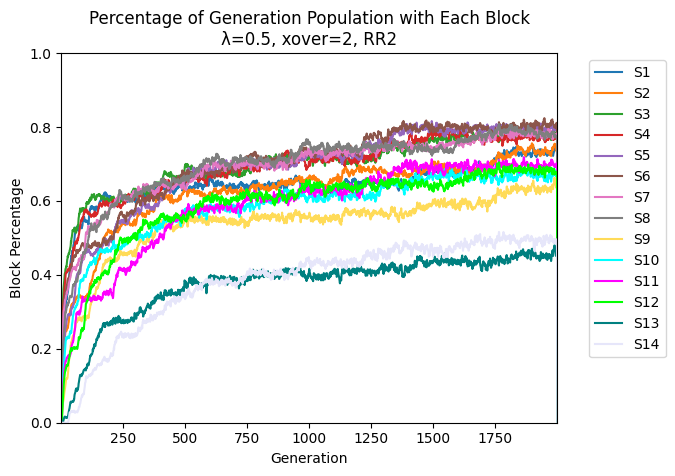 Percentage of Generation Population with Each Block
λ=0.5, xover=2, RR2
Block Percentage
1.0
0.8
0.6
0.4
0.2
0.0
250 500 750 1000 1250 1500 1750
Generation
S1
S2
S3
S4
S5
S6
S7
S8
S9
S10
S11
S12
S13
S14